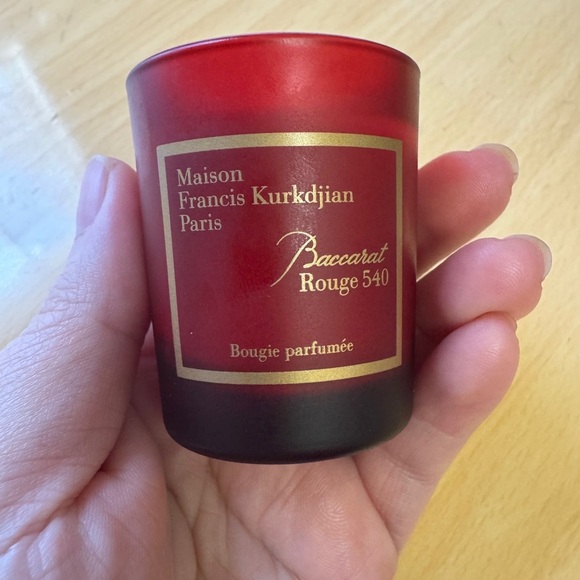 Maison
Francis Kurkdjian
Paris
Baccarat
Rouge 540
Bougie parfumée